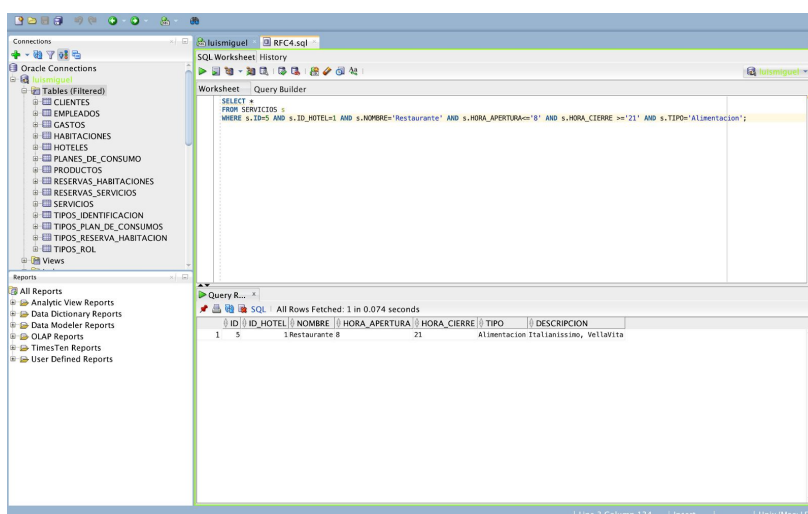 Connections
luismiguel
RFC4.sql
SQL Worksheet History
Oracle Connections
luismiguel
luismiguel
Tables (Filtered)
CLIENTES
EMPLEADOS
GASTOS
HABITACIONES
HOTELES
PLANES_DE_CONSUMO
PRODUCTOS
RESERVAS_HABITACIONES
RESERVAS_SERVICIOS
SERVICIOS
TIPOS_IDENTIFICACION
TIPOS_PLAN_DE_CONSUMOS
TIPOS_RESERVA_HABITACION
TIPOS_ROL
Views
Worksheet Query Builder
SELECT *
FROM SERVICIOS s
WHERE s.ID=5 AND s.ID_HOTEL=1 AND s.NOMBRE='Restaurante' AND s.HORA_APERTURA<='8' AND s.HORA_CIERRE >='21' AND s.TIPO='Alimentacion';
Reports
All Reports
Analytic View Reports
Data Dictionary Reports
Data Modeler Reports
OLAP Reports
TimesTen Reports
User Defined Reports
Query R...
SQL | All Rows Fetched: 1 in 0.074 seconds
ID ID_HOTEL NOMBRE HORA_APERTURA HORA_CIERRE TIPO DESCRIPCION
1 5 1 Restaurante 8 21 Alimentacion Italianissimo, VellaVita